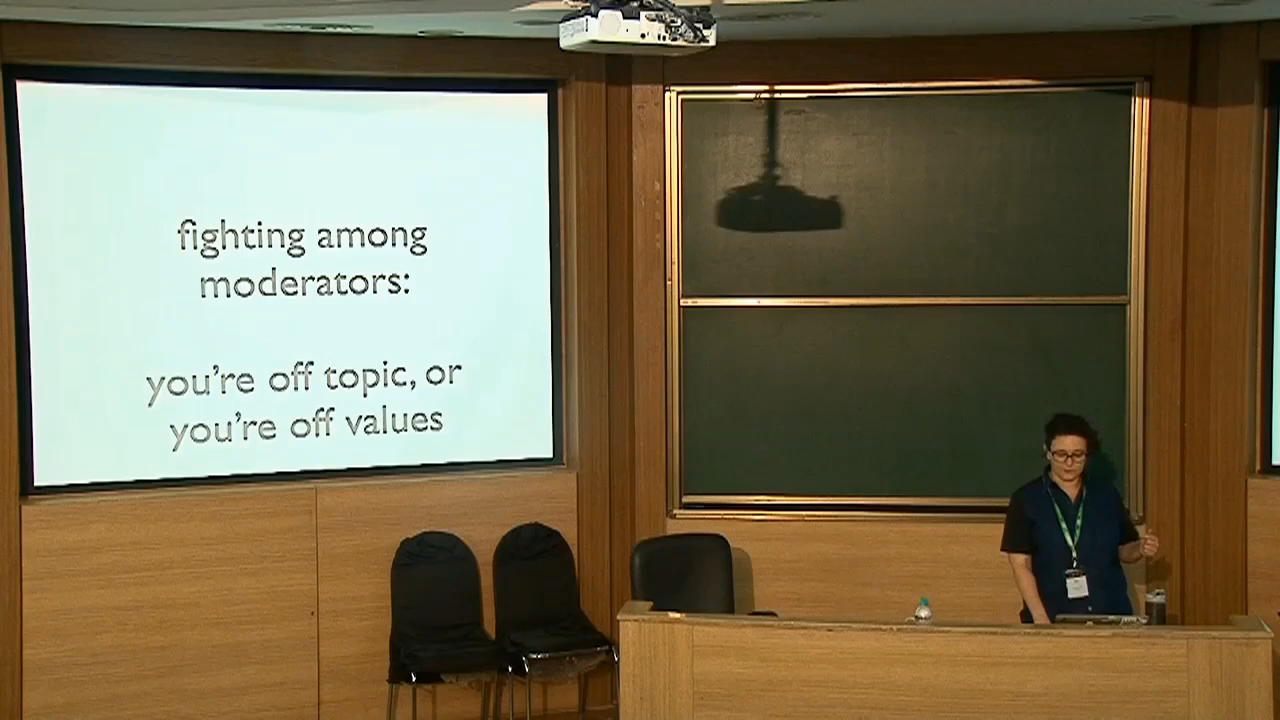 fighting among
moderators:
you're off topic, or
you're off values